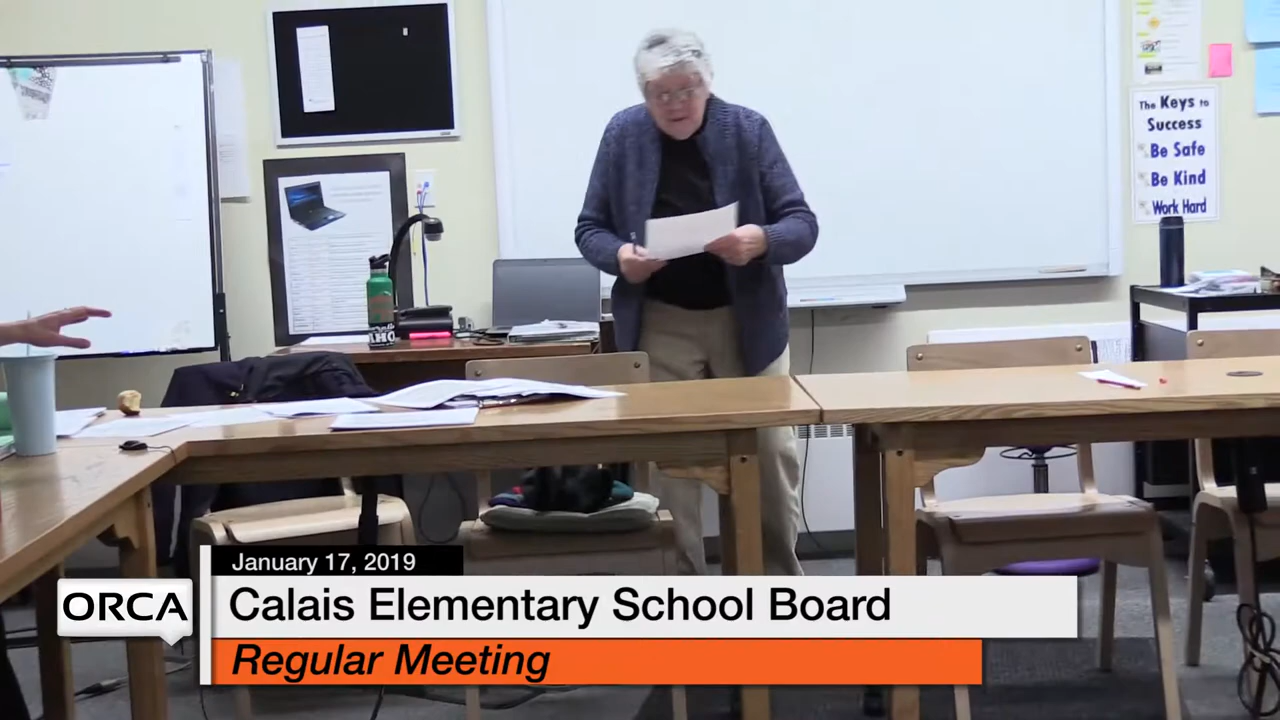 The Keys to
Success
Be Safe
Be Kind
Work Hard
January 17, 2019
ORCA
Calais Elementary School Board
Regular Meeting